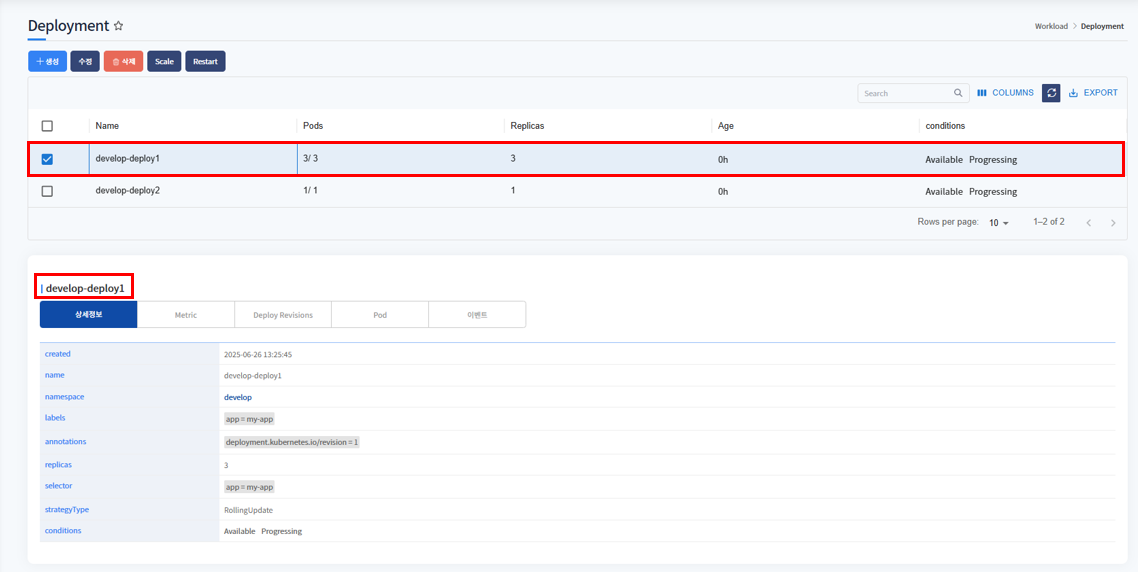 Deployment
Workload > Deployment
+ 생성 수정 삭제 Scale Restart
Search COLUMNS EXPORT
Name Pods Replicas Age conditions
develop-deploy1 3/ 3 3 0h Available Progressing
develop-deploy2 1/ 1 1 0h Available Progressing
Rows per page: 10 1–2 of 2
| develop-deploy1
상세정보 Metric Deploy Revisions Pod 이벤트
created 2025-06-26 13:25:45
name develop-deploy1
namespace develop
labels app = my-app
annotations deployment.kubernetes.io/revision = 1
replicas 3
selector app = my-app
strategyType RollingUpdate
conditions Available Progressing